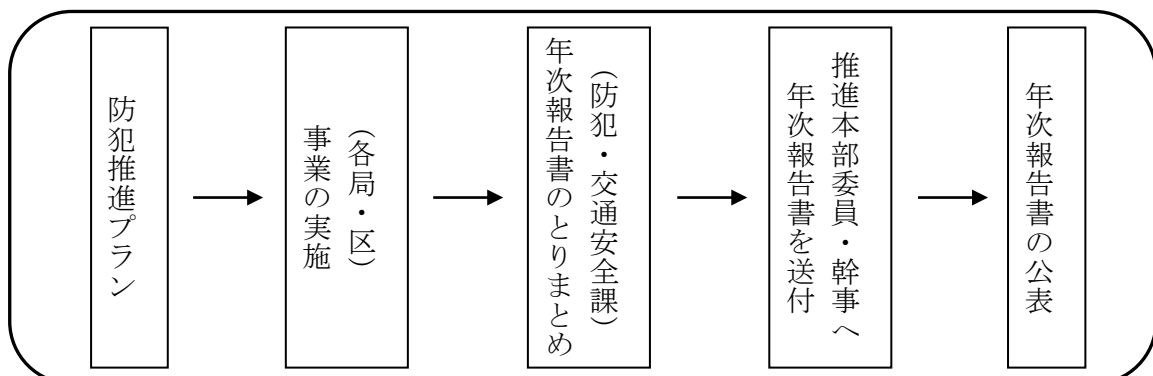 防犯推進プラン
（各局・区）
事業の実施
（防犯・交通安全課）
年次報告書のとりまとめ
推進本部委員・幹事へ
年次報告書を送付
年次報告書の公表